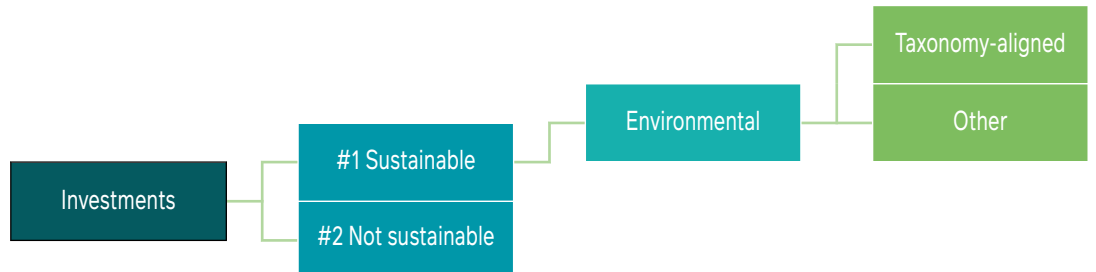 Taxonomy-aligned
Environmental
Other
#1 Sustainable
Investments
#2 Not sustainable